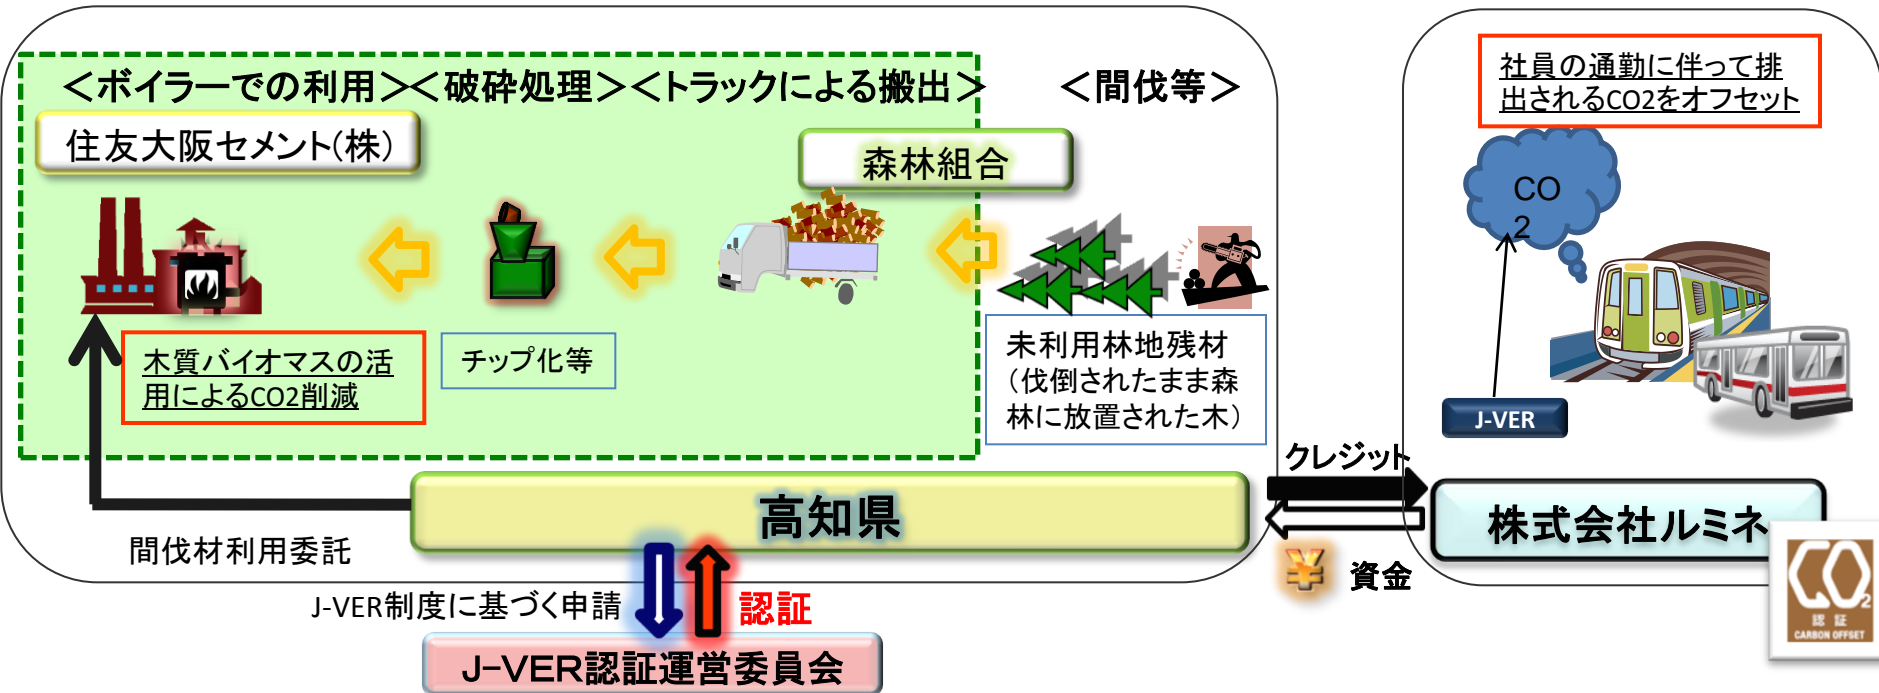 ＜ボイラーでの利用＞＜破砕処理＞＜トラックによる搬出＞
＜間伐等＞
住友大阪セメント(株)
森林組合
木質バイオマスの活
用によるCO2削減
チップ化等
未利用林地残材
（伐倒されたまま森
林に放置された木）
高知県
間伐材利用委託
J-VER制度に基づく申請
認証
J-VER認証運営委員会
クレジット
¥
資金
社員の通勤に伴って排
出されるCO2をオフセット
CO
2
J-VER
株式会社ルミネ
CO2
認証
CARBON OFFSET